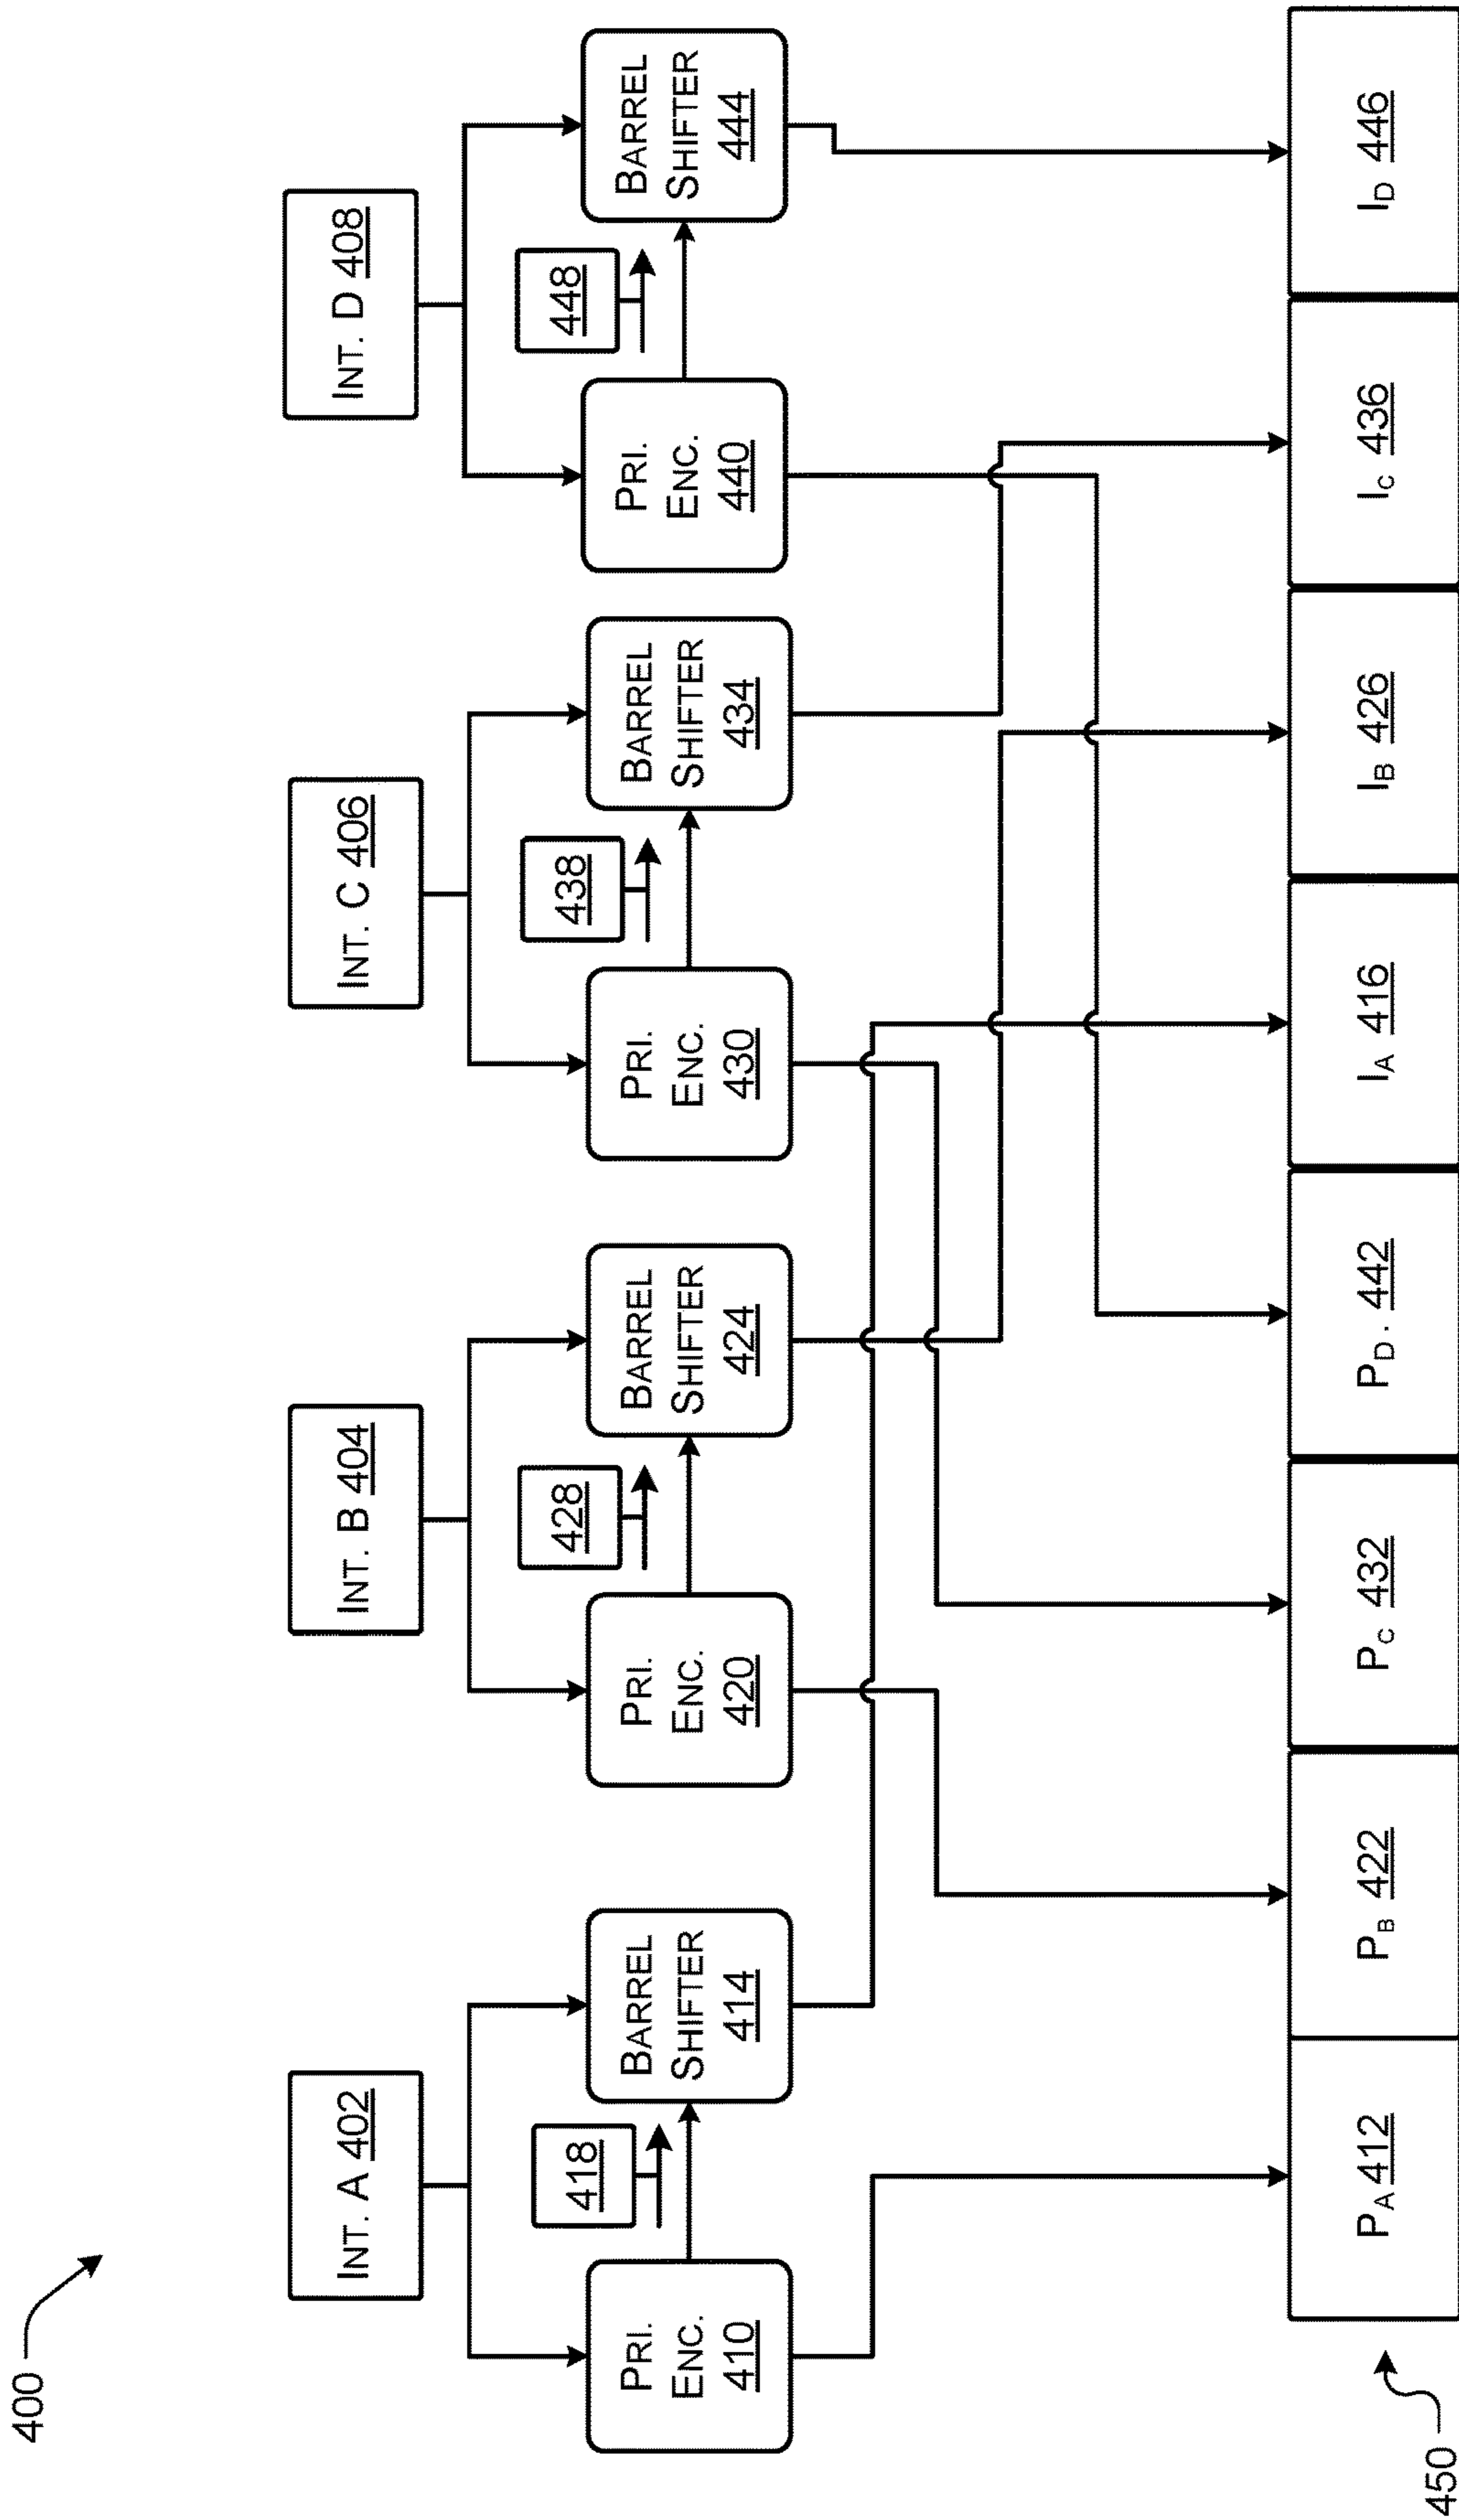 400
INT. A 402
INT. B 404
INT. C 406
INT. D 408
418
428
438
448
PRI.
ENC.
410
BARREL
SHIFTER
414
PRI.
ENC.
420
BARREL
SHIFTER
424
PRI.
ENC.
430
BARREL
SHIFTER
434
PRI.
ENC.
440
BARREL
SHIFTER
444
450
PA 412
PB 422
PC 432
PD. 442
IA 416
IB 426
IC 436
ID 446